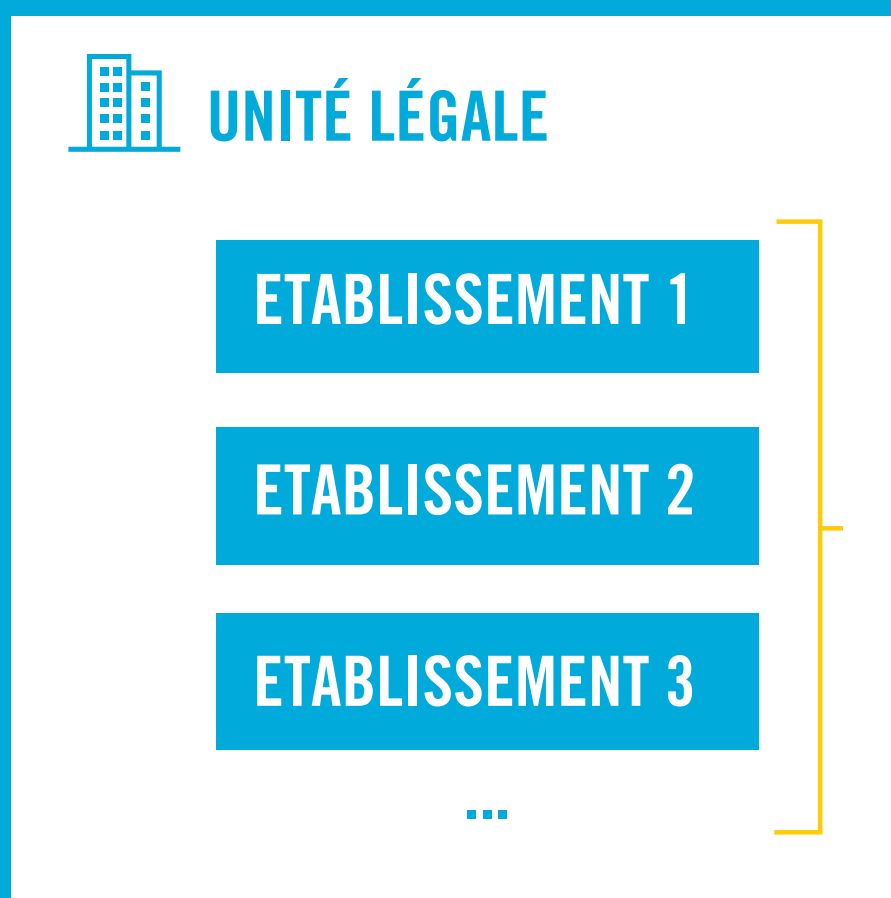 UNITÉ LÉGALE
ETABLISSEMENT 1
ETABLISSEMENT 2
ETABLISSEMENT 3
...